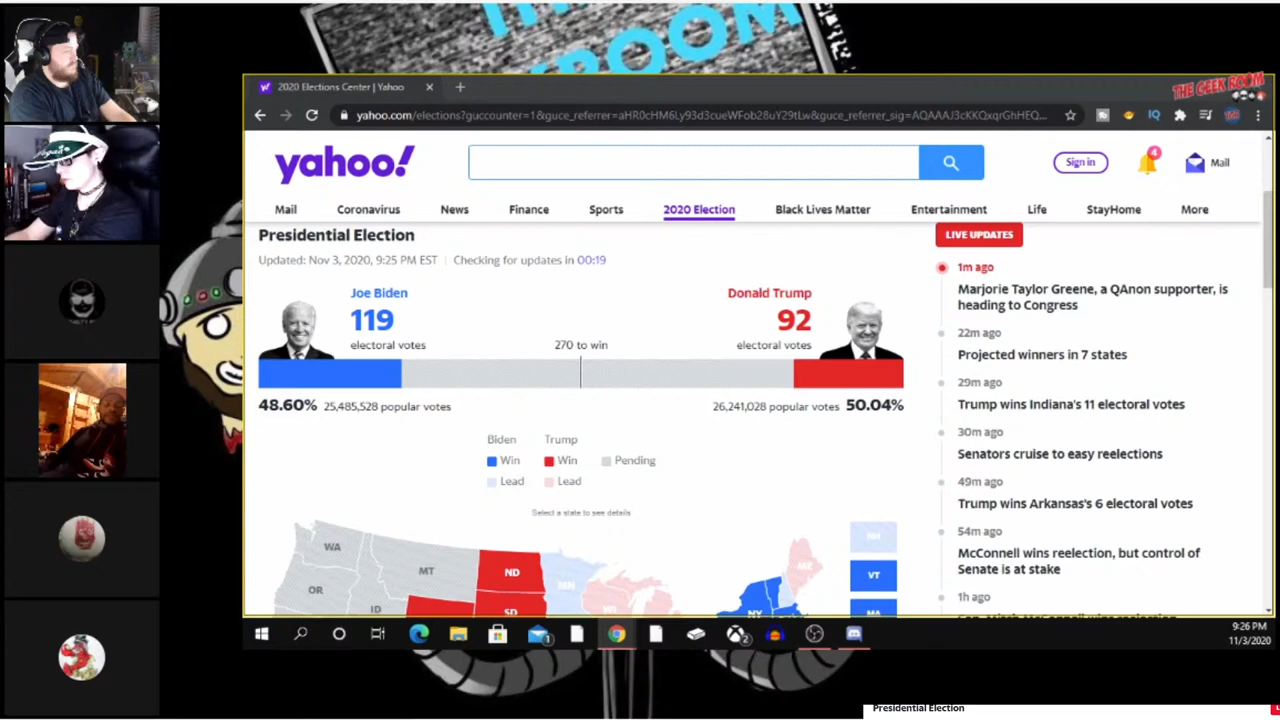 2020 Elections Center | Yahoo
THE GEEK ROOM
yahoo.com/elections?guccounter=1&guce_referrer=aHR0cHM6Ly93d3cueWFob28uY29tLw&guce_referrer_sig=AQAAAJ3cKKQxqrGhHEQ...
yahoo!
Sign in
4
Mail
Mail
Coronavirus
News
Finance
Sports
2020 Election
Black Lives Matter
Entertainment
Life
StayHome
More
Presidential Election
Updated: Nov 3, 2020, 9:25 PM EST
Checking for updates in 00:19
Joe Biden
119
electoral votes
270 to win
Donald Trump
92
electoral votes
48.60% 25,485,528 popular votes
26,241,028 popular votes 50.04%
Biden
Trump
Win
Win
Pending
Lead
Lead
Select a state to see details
WA
OR
ID
MT
ND
SD
MN
WI
NY
ME
NH
VT
MA
LIVE UPDATES
1m ago
Marjorie Taylor Greene, a QAnon supporter, is
heading to Congress
22m ago
Projected winners in 7 states
29m ago
Trump wins Indiana's 11 electoral votes
30m ago
Senators cruise to easy reelections
49m ago
Trump wins Arkansas's 6 electoral votes
54m ago
McConnell wins reelection, but control of
Senate is at stake
1h ago
9:26 PM
11/3/2020
Presidential Election